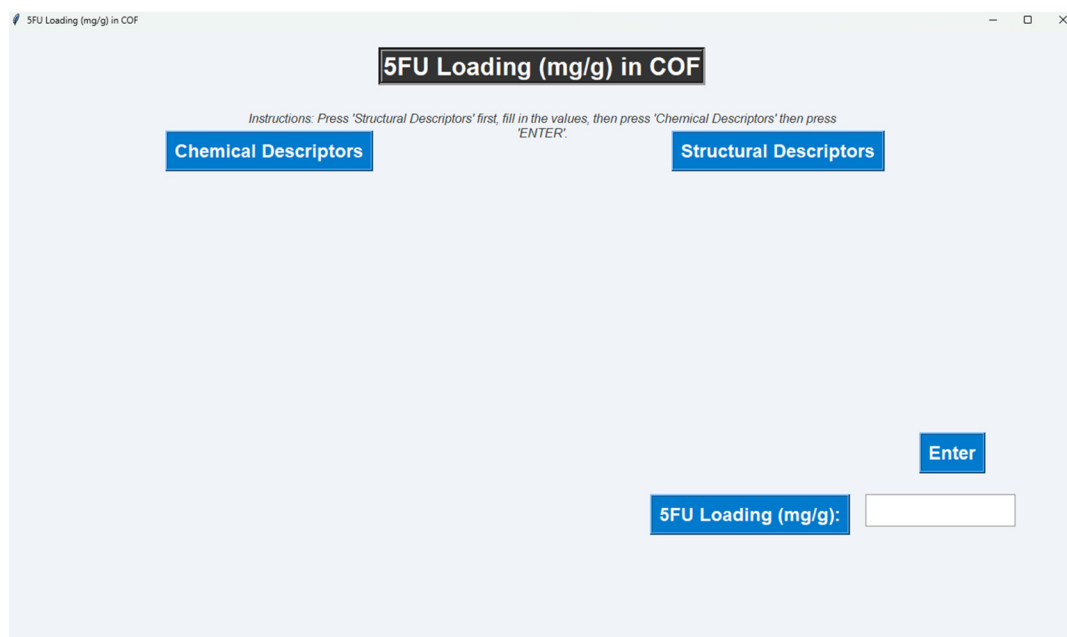 5FU Loading (mg/g) in COF
5FU Loading (mg/g) in COF
Instructions: Press 'Structural Descriptors' first, fill in the values, then press 'Chemical Descriptors' then press
'ENTER'.
Chemical Descriptors
Structural Descriptors
Enter
5FU Loading (mg/g):